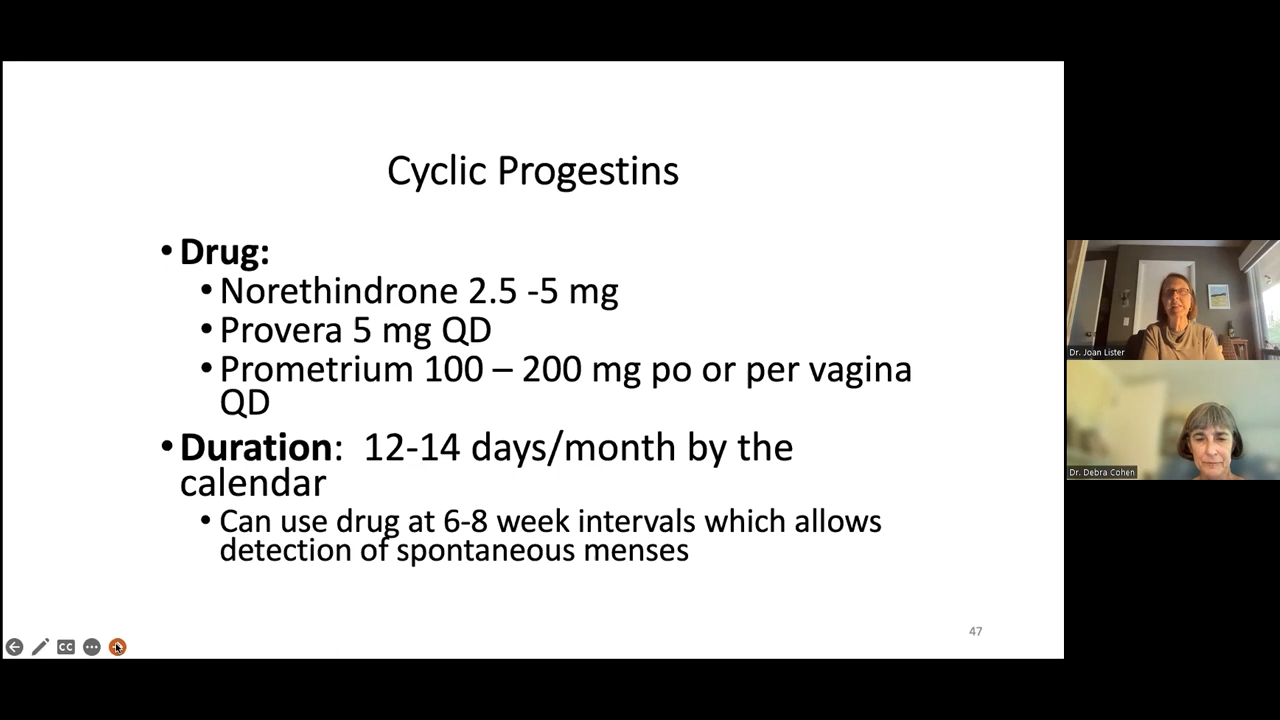 Cyclic Progestins
• Drug:
• Norethindrone 2.5 -5 mg
• Provera 5 mg QD
• Prometrium 100 – 200 mg po or per vagina
QD
• Duration:  12-14 days/month by the
calendar
• Can use drug at 6-8 week intervals which allows
detection of spontaneous menses
47
CC
Dr. Joan Lister
Dr. Debra Cohen